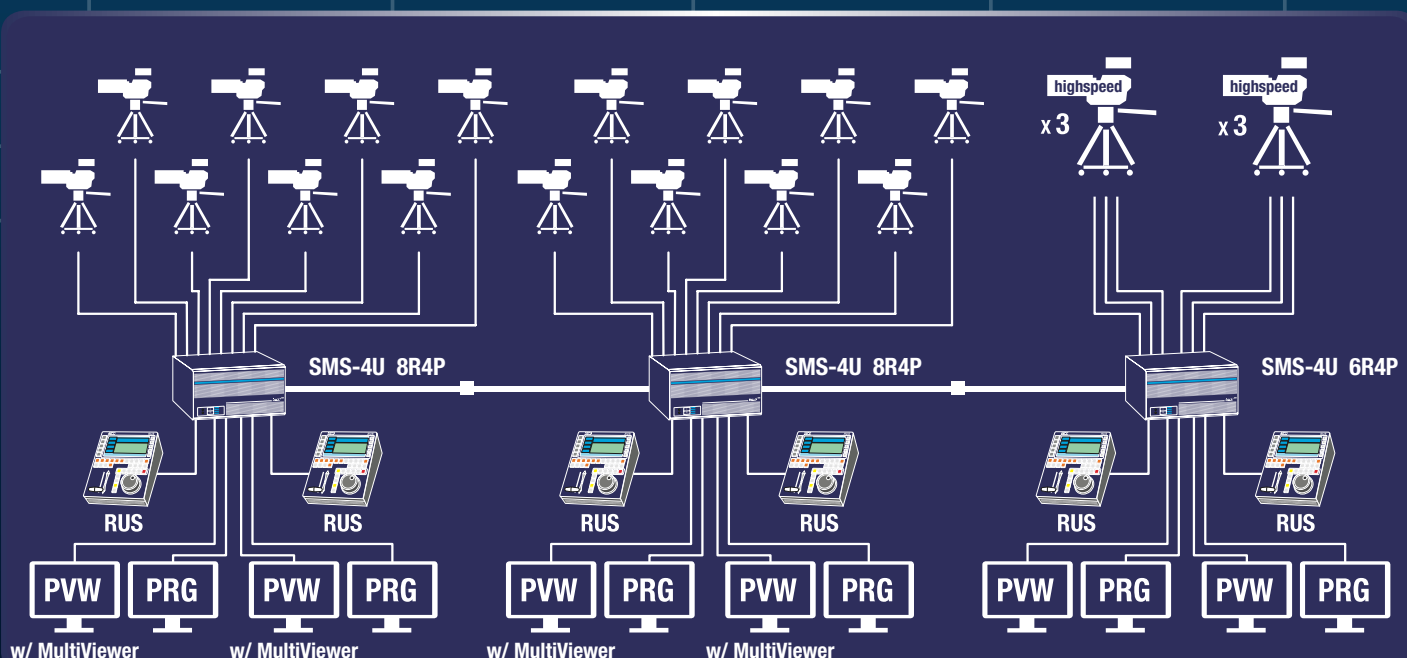 highspeed
x 3
highspeed
x 3
SMS-4U 8R4P
SMS-4U 8R4P
SMS-4U 6R4P
RUS
RUS
RUS
RUS
RUS
RUS
PVW
PRG
PVW
PRG
PVW
PRG
PVW
PRG
PVW
PRG
PVW
PRG
w/ MultiViewer
w/ MultiViewer
w/ MultiViewer
w/ MultiViewer